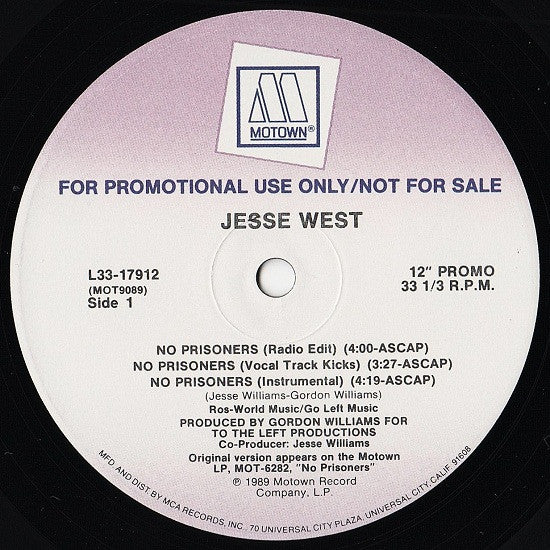 MOTOWN®
FOR PROMOTIONAL USE ONLY/NOT FOR SALE
JESSE WEST
L33-17912
(MOT9089)
Side 1
12" PROMO
33 1/3 R.P.M.
NO PRISONERS (Radio Edit) (4:00-ASCAP)
NO PRISONERS (Vocal Track Kicks) (3:27-ASCAP)
NO PRISONERS (Instrumental) (4:19-ASCAP)
(Jesse Williams-Gordon Williams)
Ros-World Music/Go Left Music
PRODUCED BY GORDON WILLIAMS FOR
TO THE LEFT PRODUCTIONS
Co-Producer: Jesse Williams
Original version appears on the Motown
LP, MOT-6282, "No Prisoners"
℗ 1989 Motown Record
Company, L.P.
MFD. AND DIST. BY MCA RECORDS, INC., 70 UNIVERSAL CITY PLAZA, UNIVERSAL CITY, CALIF. 91608